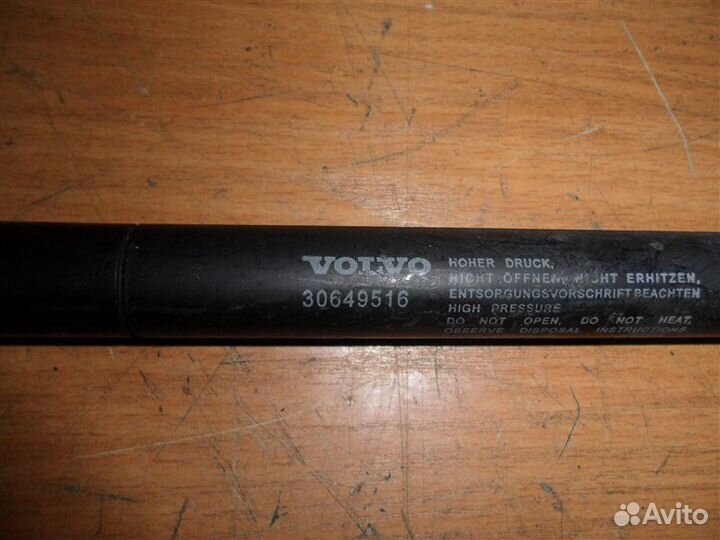 VOLVO
30649516
HOHER DRUCK,
NICHT ÖFFNEN, NICHT ERHITZEN,
ENTSORGUNGSVORSCHRIFT BEACHTEN
HIGH PRESSURE
DO NOT OPEN, DO NOT HEAT,
OBSERVE DISPOSAL INSTRUCTIONS
Avito